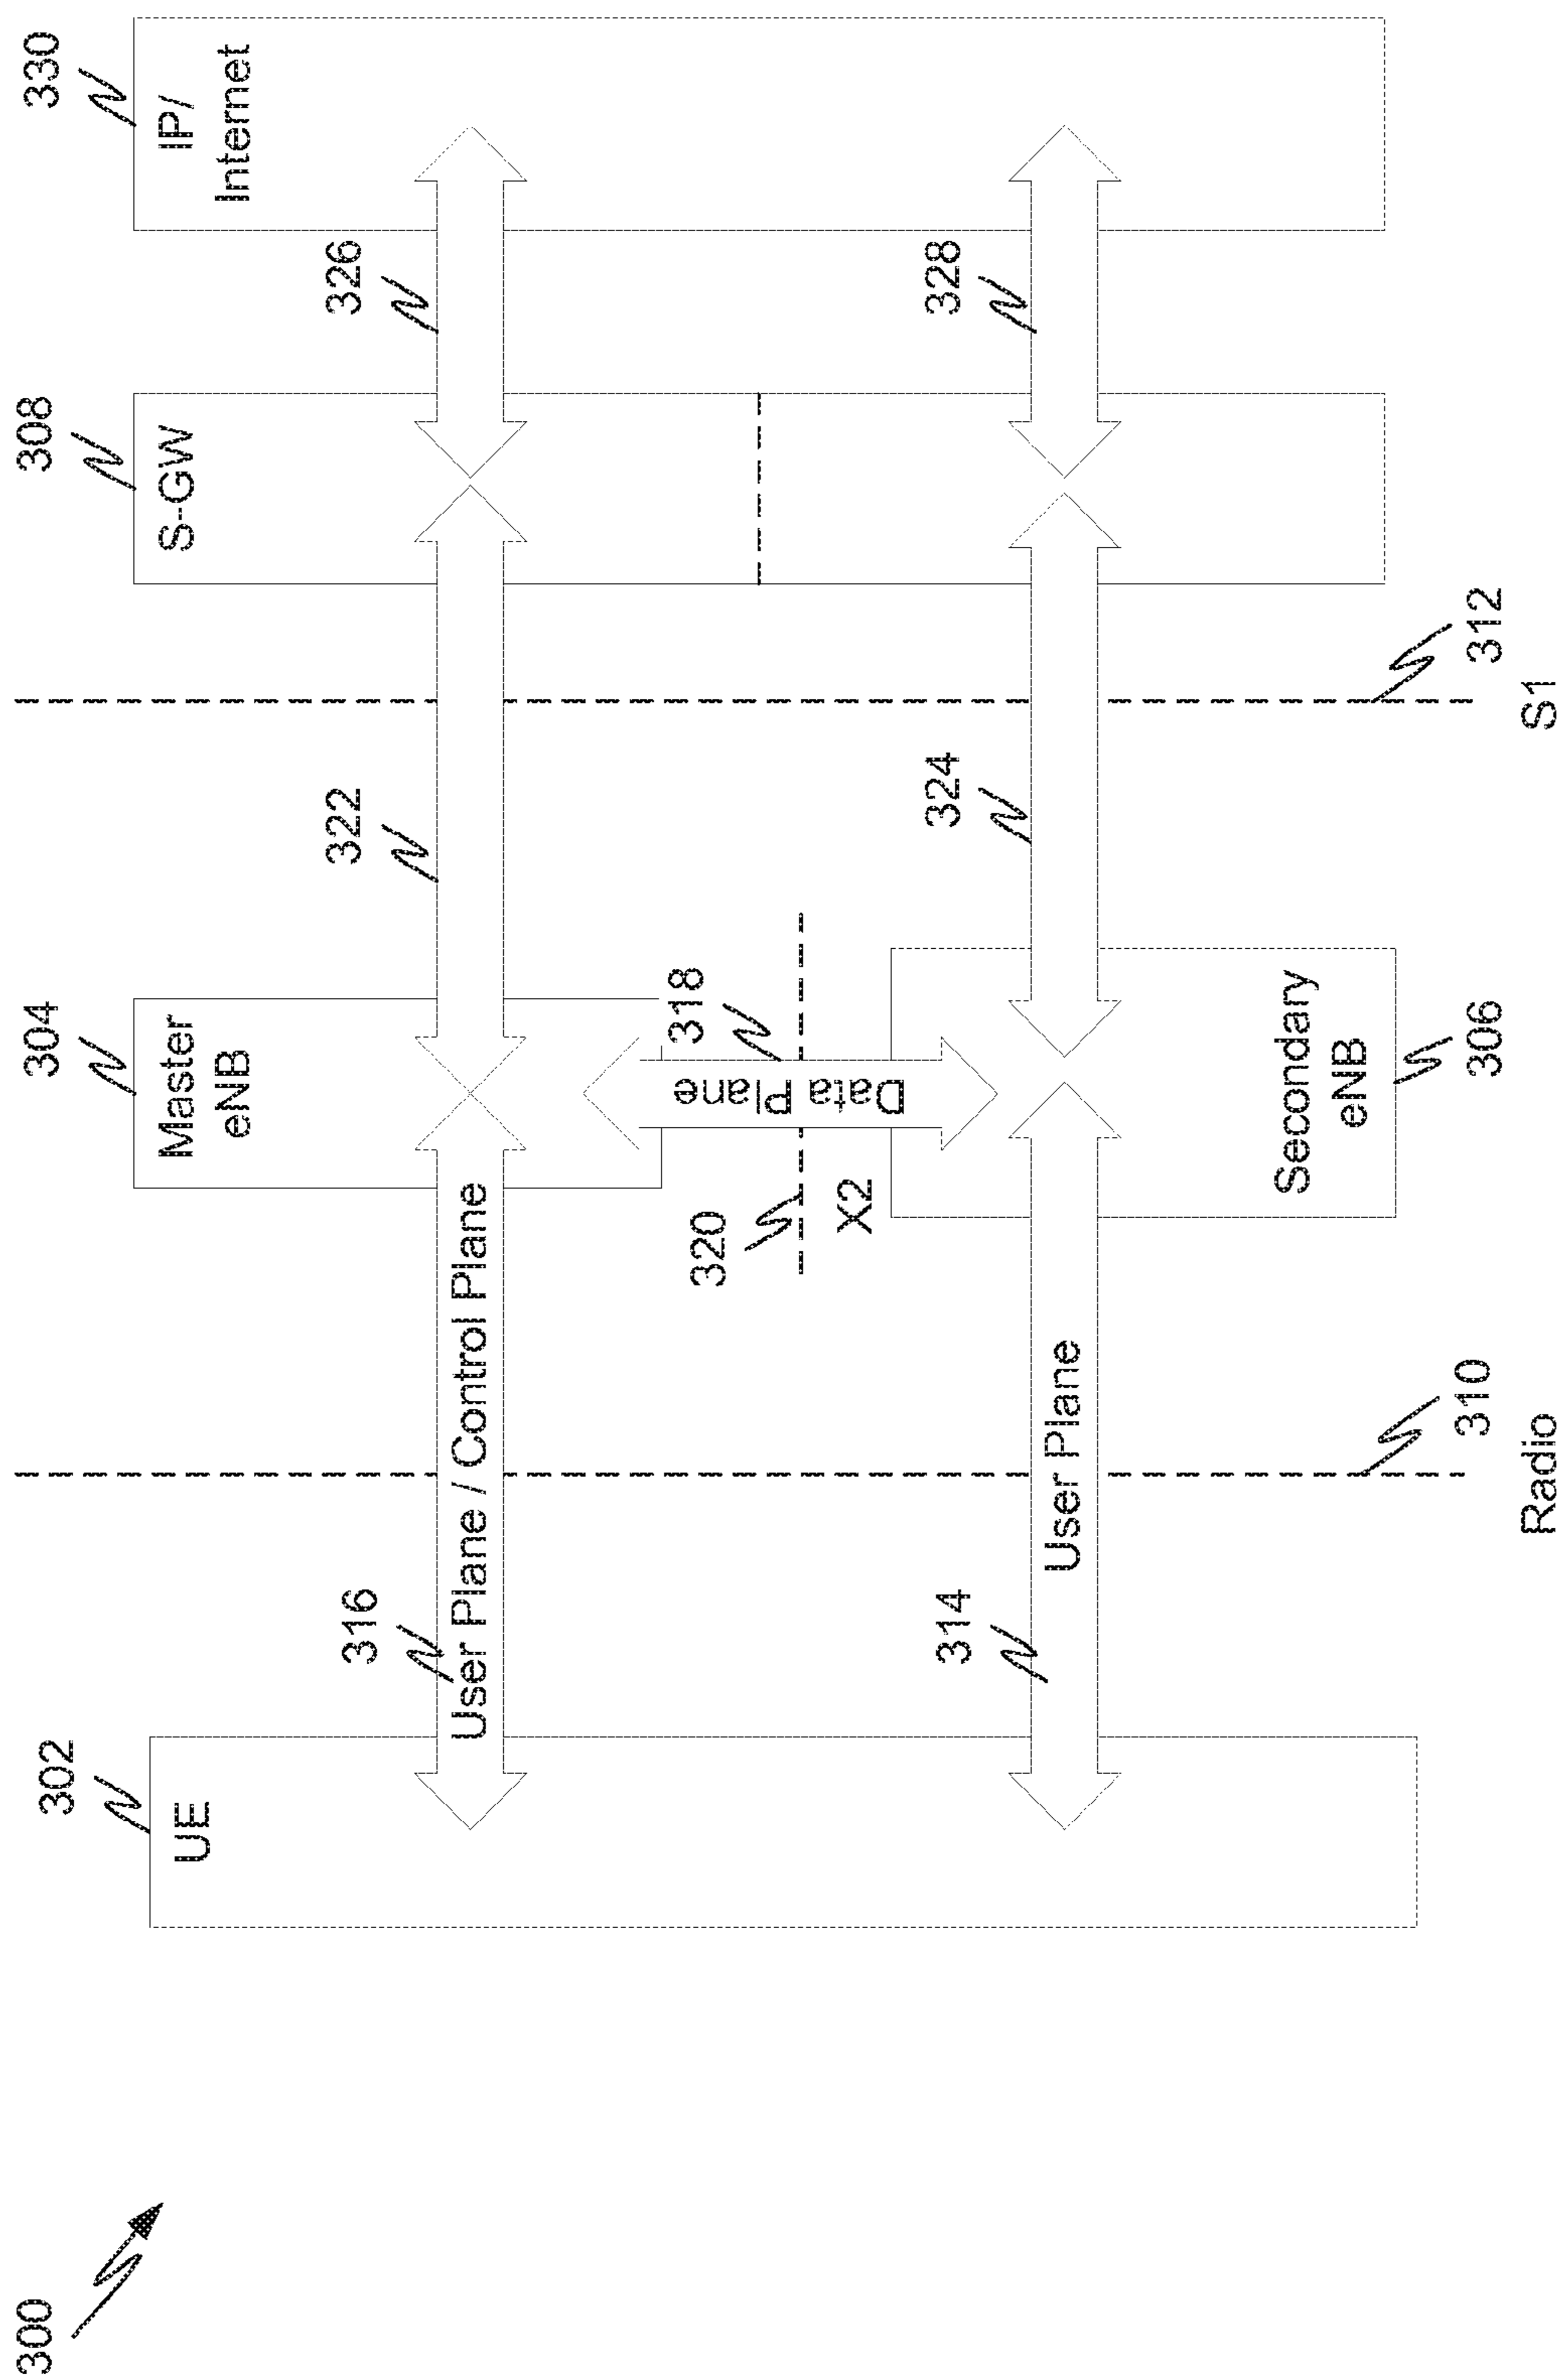 300
302
UE
316
User Plane / Control Plane
314
User Plane
310
Radio
304
Master
eNB
318
Data Plane
320
X2
Secondary
eNB
306
322
324
312
S1
308
S-GW
326
328
330
IP/
Internet